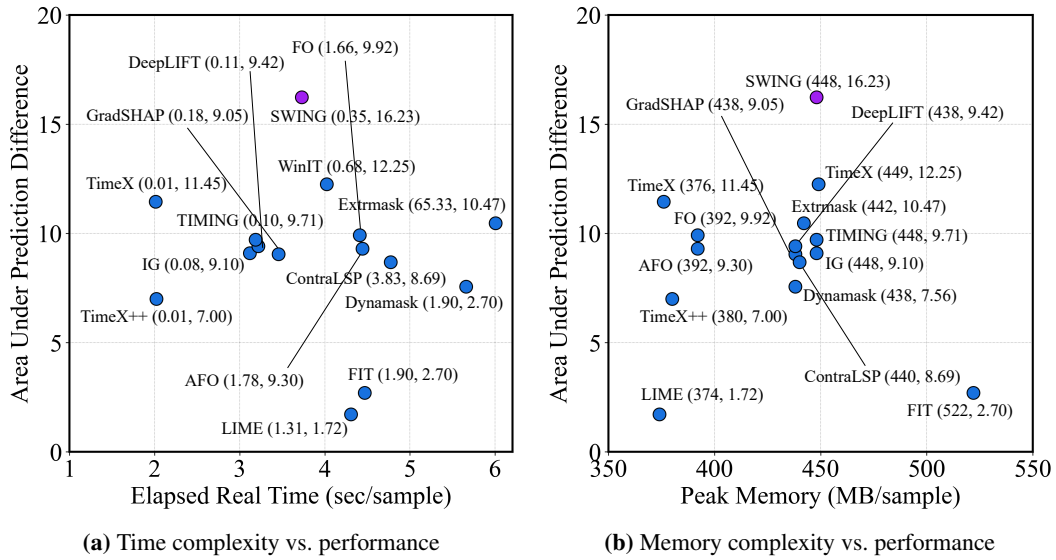 Area Under Prediction Difference
20
15
10
5
0
FO (1.66, 9.92)
DeepLIFT (0.11, 9.42)
GradSHAP (0.18, 9.05)
SWING (0.35, 16.23)
WinIT (0.68, 12.25)
TimeX (0.01, 11.45)
Extrmask (65.33, 10.47)
TIMING (0.10, 9.71)
IG (0.08, 9.10)
ContraLSP (3.83, 8.69)
Dynamask (1.90, 2.70)
TimeX++ (0.01, 7.00)
AFO (1.78, 9.30)
FIT (1.90, 2.70)
LIME (1.31, 1.72)
1 2 3 4 5 6
Elapsed Real Time (sec/sample)
(a) Time complexity vs. performance
Area Under Prediction Difference
20
15
10
5
0
SWING (448, 16.23)
GradSHAP (438, 9.05)
DeepLIFT (438, 9.42)
TimeX (449, 12.25)
TimeX (376, 11.45)
Extrmask (442, 10.47)
FO (392, 9.92)
TIMING (448, 9.71)
AFO (392, 9.30)
IG (448, 9.10)
Dynamask (438, 7.56)
TimeX++ (380, 7.00)
ContraLSP (440, 8.69)
LIME (374, 1.72)
FIT (522, 2.70)
350 400 450 500 550
Peak Memory (MB/sample)
(b) Memory complexity vs. performance